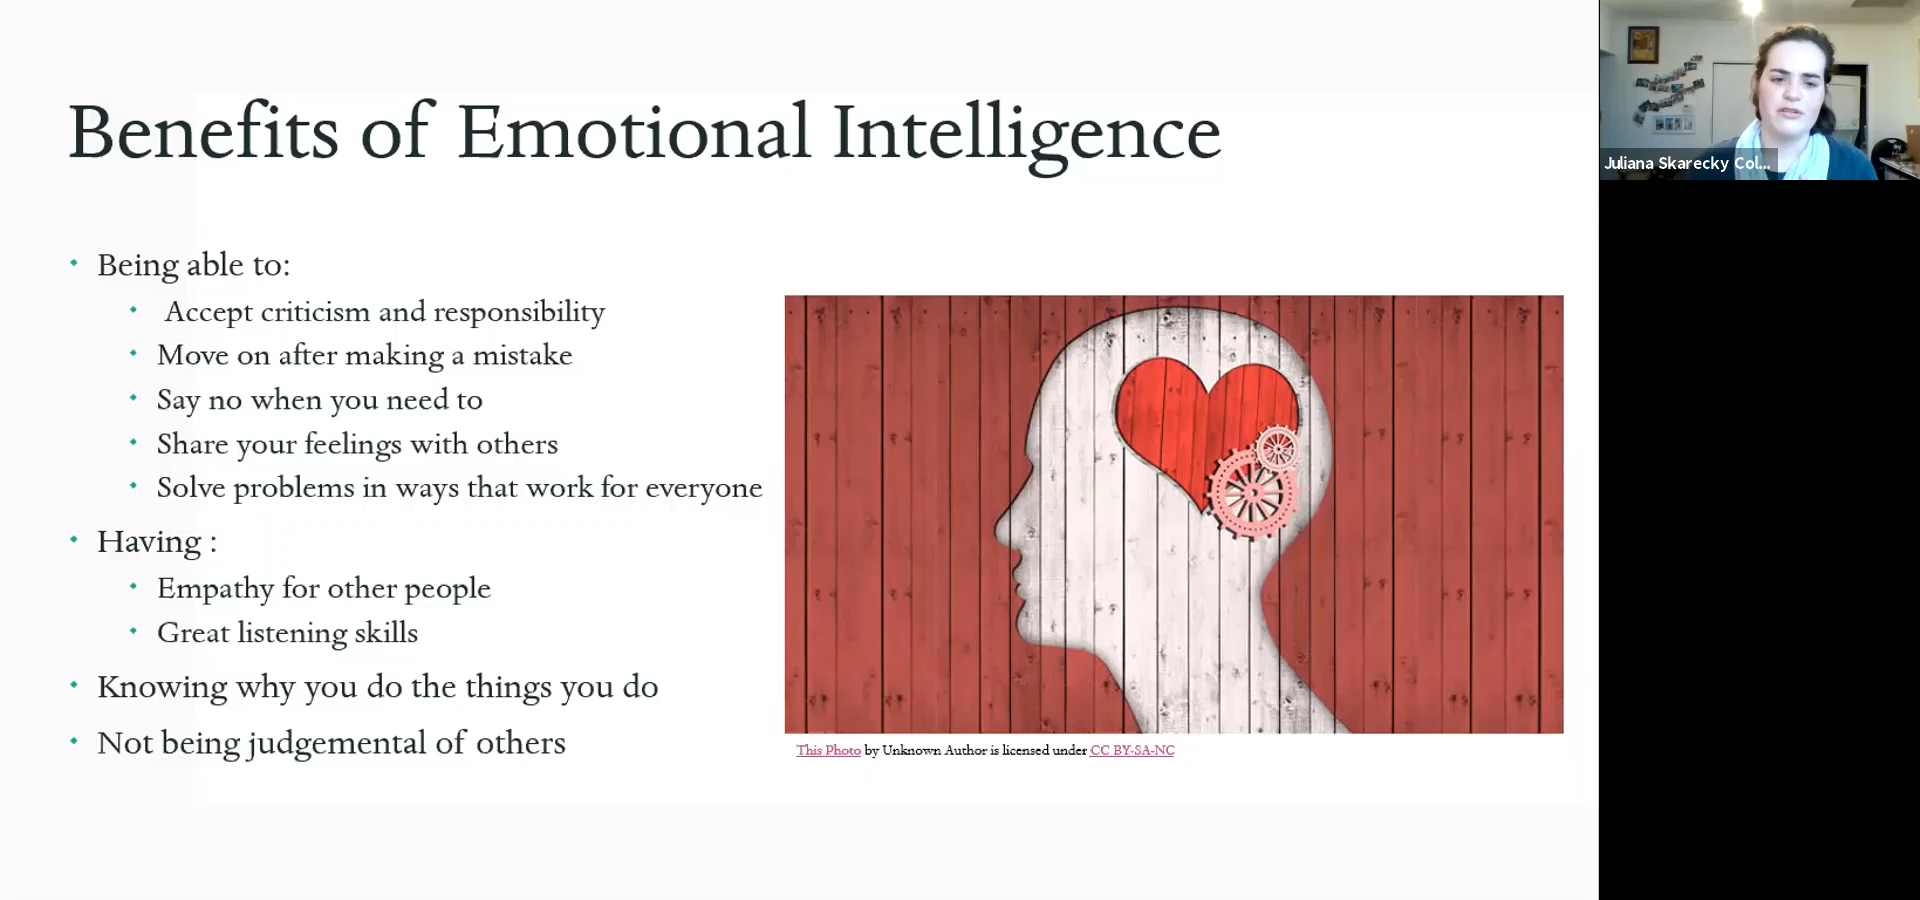 Benefits of Emotional Intelligence
Being able to:
Accept criticism and responsibility
Move on after making a mistake
Say no when you need to
Share your feelings with others
Solve problems in ways that work for everyone
Having :
Empathy for other people
Great listening skills
Knowing why you do the things you do
Not being judgemental of others
This Photo by Unknown Author is licensed under CC BY-SA-NC
Juliana Skarecky Col...